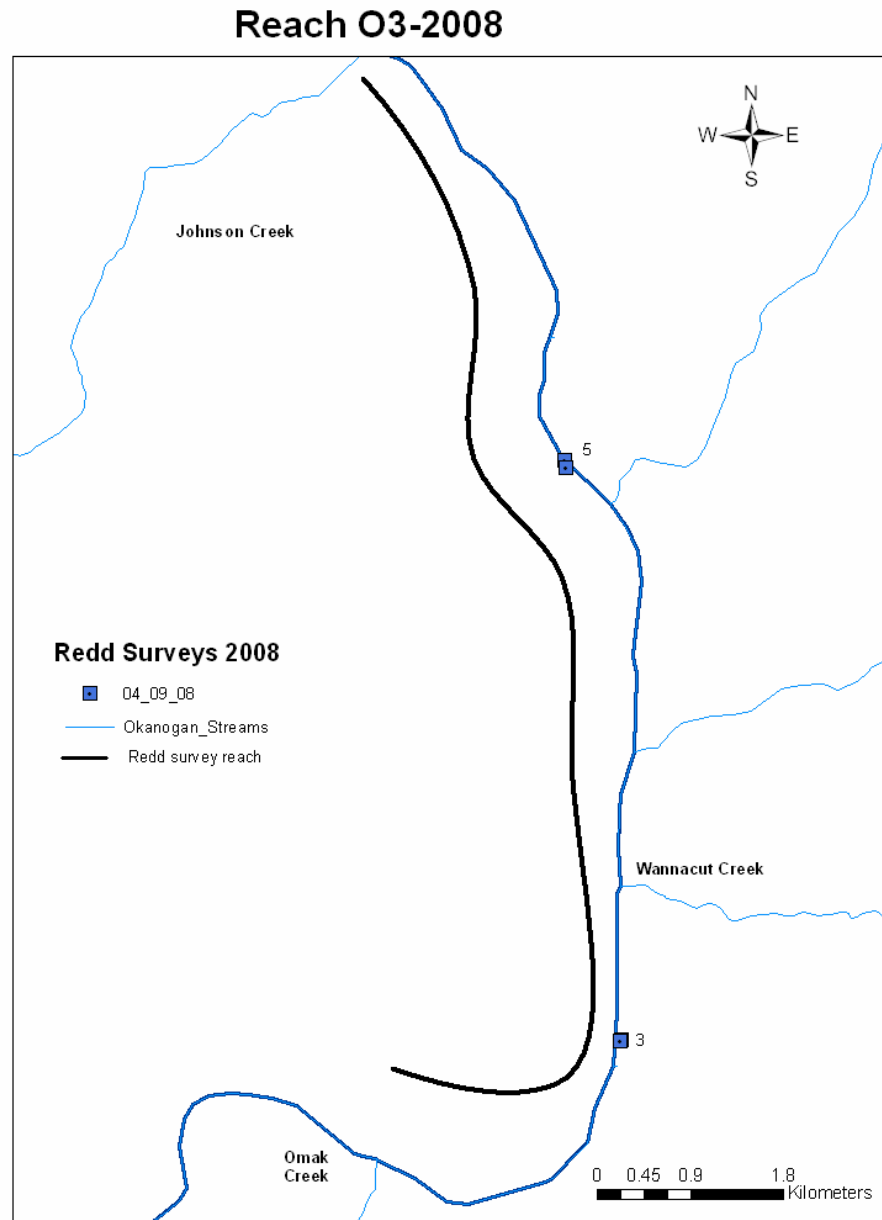 Reach O3-2008
N
W E
S
Johnson Creek
5
Redd Surveys 2008
04_09_08
Okanogan_Streams
Redd survey reach
Wannacut Creek
3
Omak
Creek
0 0.45 0.9 1.8
Kilometers